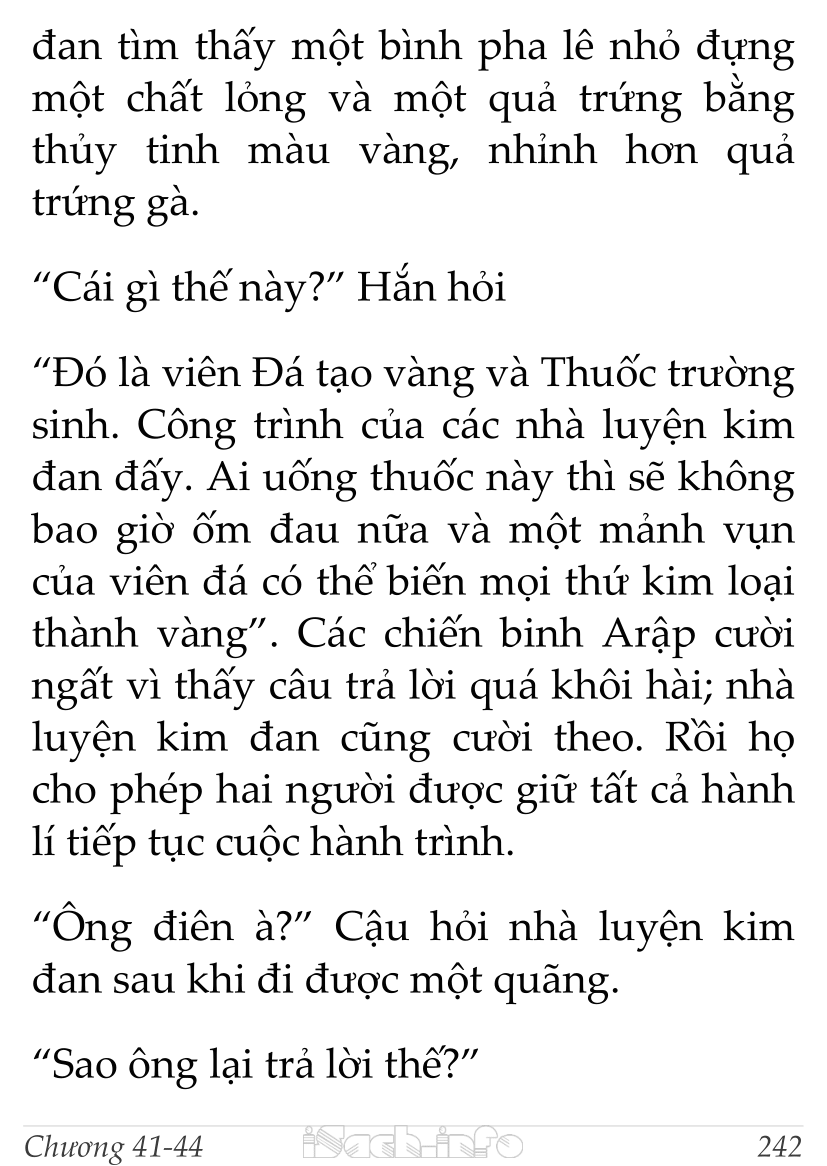 đan tìm thấy một bình pha lê nhỏ đựng
một chất lỏng và một quả trứng bằng
thủy tinh màu vàng, nhỉnh hơn quả
trứng gà.
“Cái gì thế này?” Hắn hỏi
“Đó là viên Đá tạo vàng và Thuốc trường
sinh. Công trình của các nhà luyện kim
đan đấy. Ai uống thuốc này thì sẽ không
bao giờ ốm đau nữa và một mảnh vụn
của viên đá có thể biến mọi thứ kim loại
thành vàng”. Các chiến binh Arập cười
ngất vì thấy câu trả lời quá khôi hài; nhà
luyện kim đan cũng cười theo. Rồi họ
cho phép hai người được giữ tất cả hành
lí tiếp tục cuộc hành trình.
“Ông điên à?” Cậu hỏi nhà luyện kim
đan sau khi đi được một quãng.
“Sao ông lại trả lời thế?”
Chương 41-44 iSach.info 242